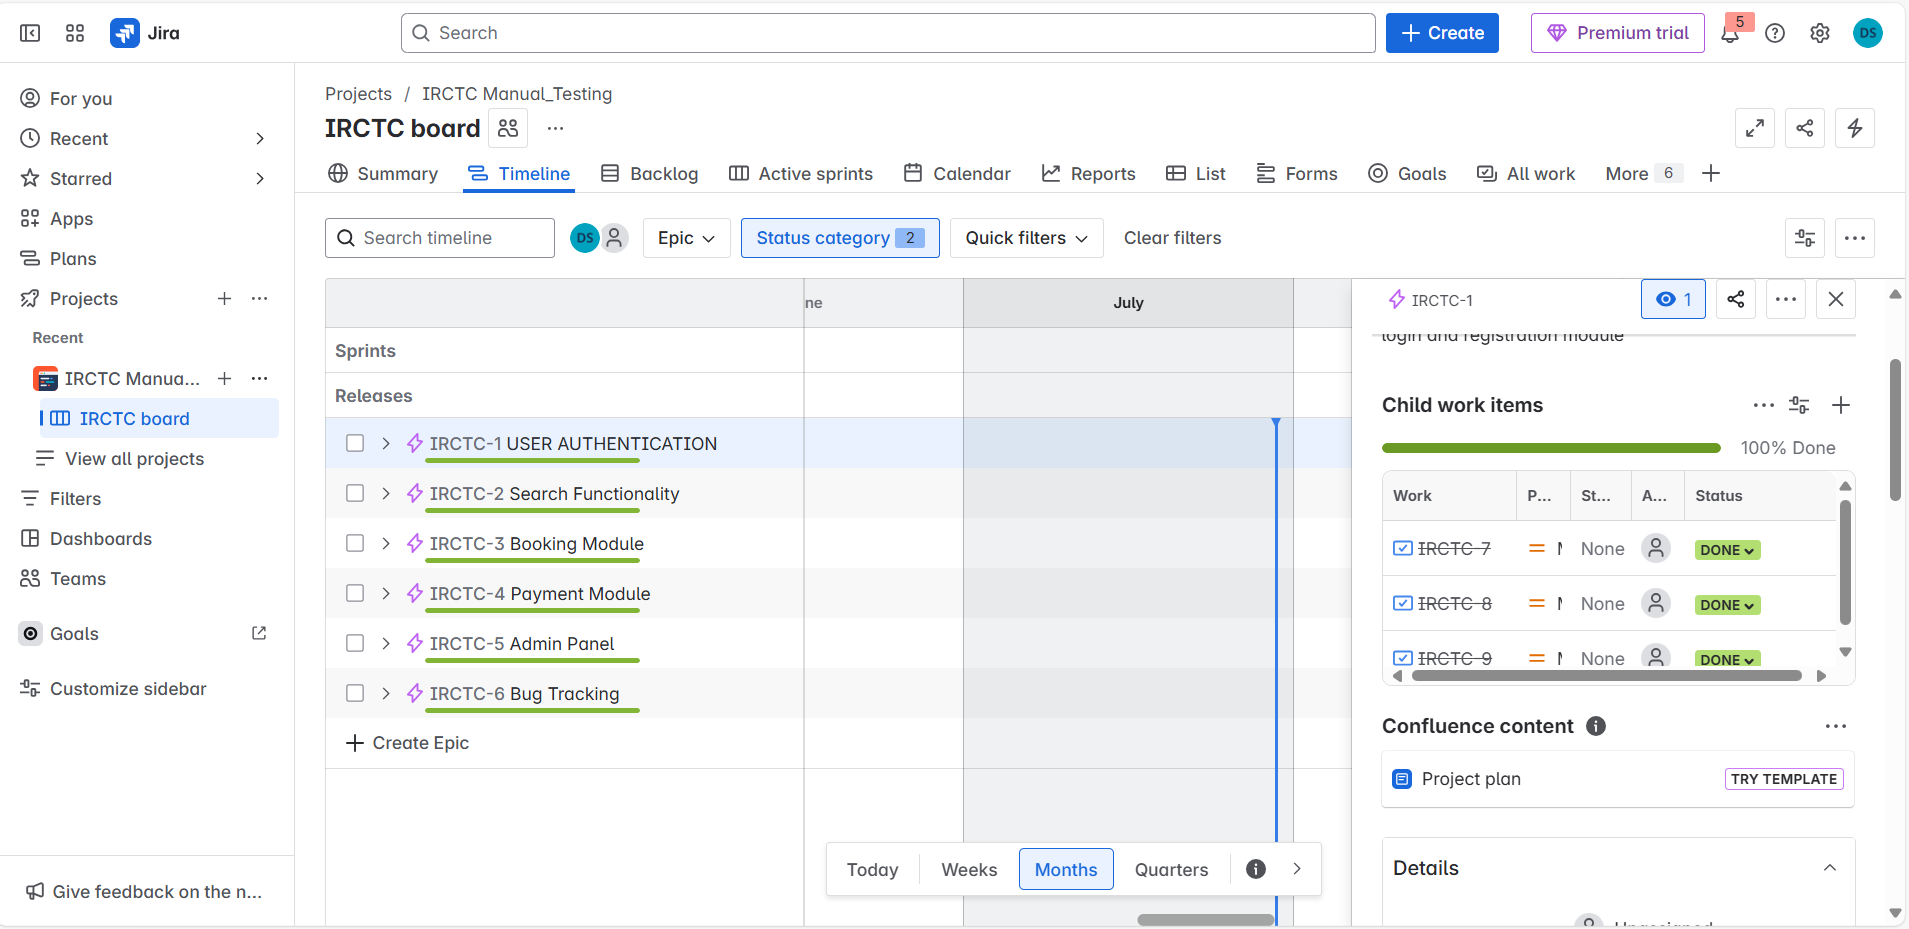 Jira
Search
Create
Premium trial
5
DS
For you
Recent
Starred
Apps
Plans
Projects
Recent
IRCTC Manua...
IRCTC board
View all projects
Filters
Dashboards
Teams
Goals
Customize sidebar
Give feedback on the n...
Projects / IRCTC Manual_Testing
IRCTC board
Summary
Timeline
Backlog
Active sprints
Calendar
Reports
List
Forms
Goals
All work
More 6
Search timeline
DS
Epic
Status category 2
Quick filters
Clear filters
ne
July
Sprints
Releases
IRCTC-1 USER AUTHENTICATION
IRCTC-2 Search Functionality
IRCTC-3 Booking Module
IRCTC-4 Payment Module
IRCTC-5 Admin Panel
IRCTC-6 Bug Tracking
Create Epic
Today
Weeks
Months
Quarters
IRCTC-1
1
login and registration module
Child work items
100% Done
Work P... St... A... Status
IRCTC-7 None DONE
IRCTC-8 None DONE
IRCTC-9 None DONE
Confluence content
Project plan
TRY TEMPLATE
Details
Unassigned